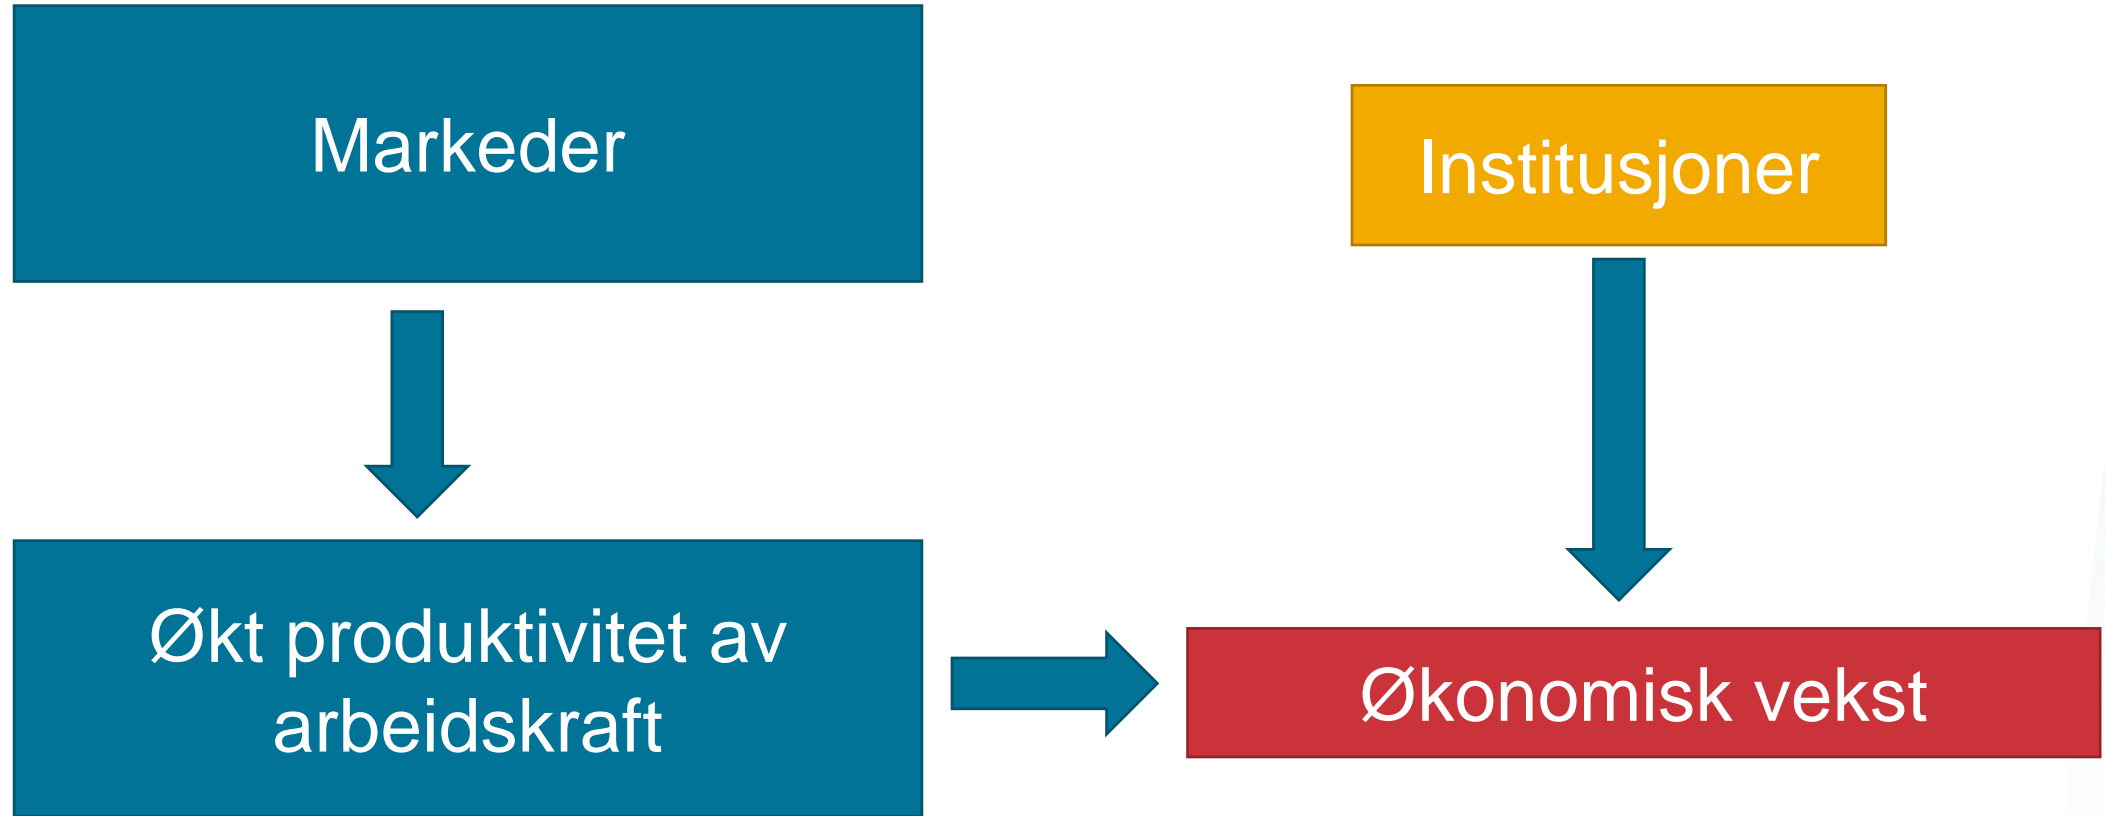 Markeder
Institusjoner
Økt produktivitet av
arbeidskraft
Økonomisk vekst